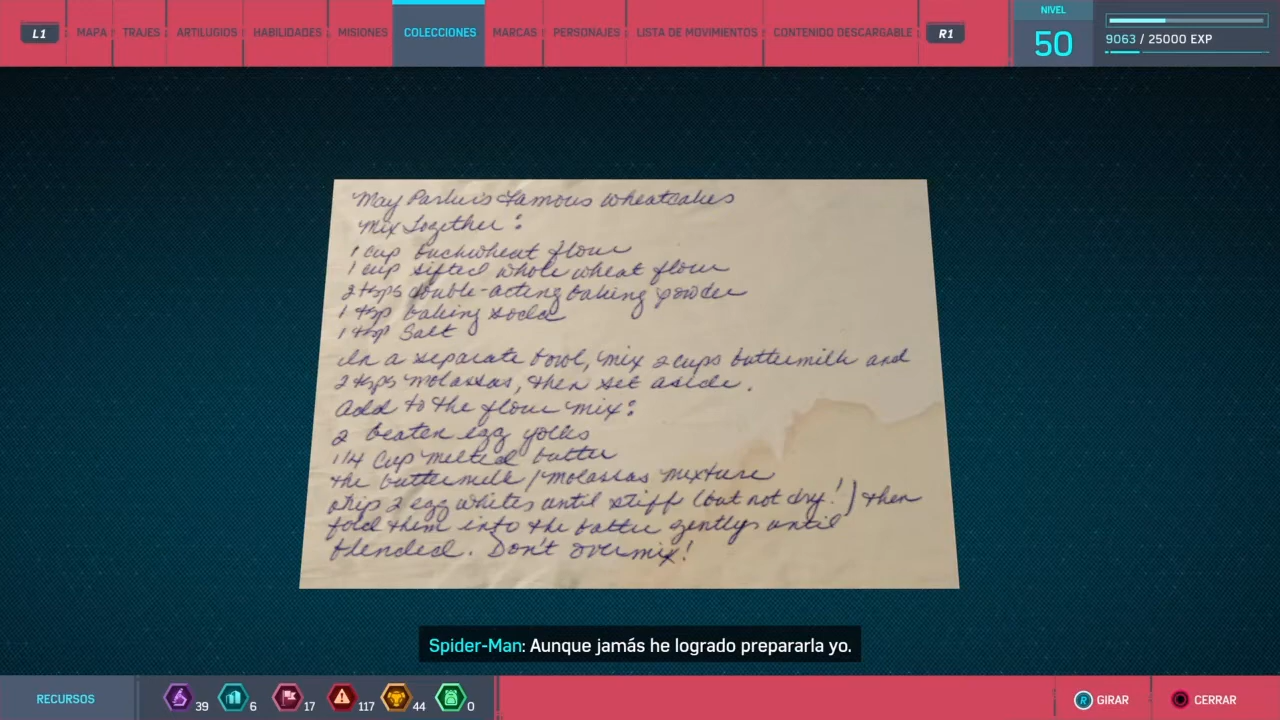 L1 MAPA TRAJES ARTILUGIOS HABILIDADES MISIONES COLECCIONES MARCAS PERSONAJES LISTA DE MOVIMIENTOS CONTENIDO DESCARGABLE R1
NIVEL
50
9063 / 25000 EXP
May Parker's Famous Wheatcakes
Mix Together:
1 cup buckwheat flour
1 cup sifted whole wheat flour
2 tsps double-acting baking powder
1 tsp baking soda
1 tsp Salt
In a separate bowl, mix 2 cups buttermilk and
2 tsps molassas, then set aside.
Add to the flour mix:
2 beaten egg yolks
1/4 Cup melted butter
the buttermilk / molassas mixture
whip 2 egg whites until stiff (but not dry!) then
fold them into the batter gently until
blended. Don't overmix!
Spider-Man: Aunque jamás he logrado prepararla yo.
RECURSOS 39 6 17 117 44 0
R GIRAR CERRAR